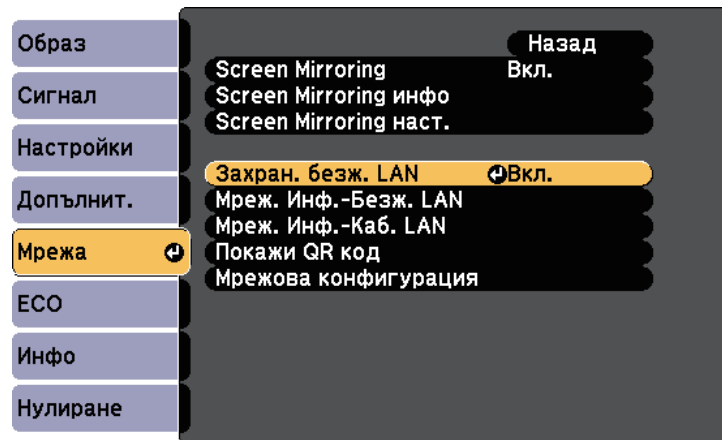 Образ
Сигнал
Настройки
Допълнит.
Мрежа
ECO
Инфо
Нулиране
Назад
Screen Mirroring Вкл.
Screen Mirroring инфо
Screen Mirroring наст.
Захран. безж. LAN Вкл.
Мреж. Инф.-Безж. LAN
Мреж. Инф.-Каб. LAN
Покажи QR код
Мрежова конфигурация